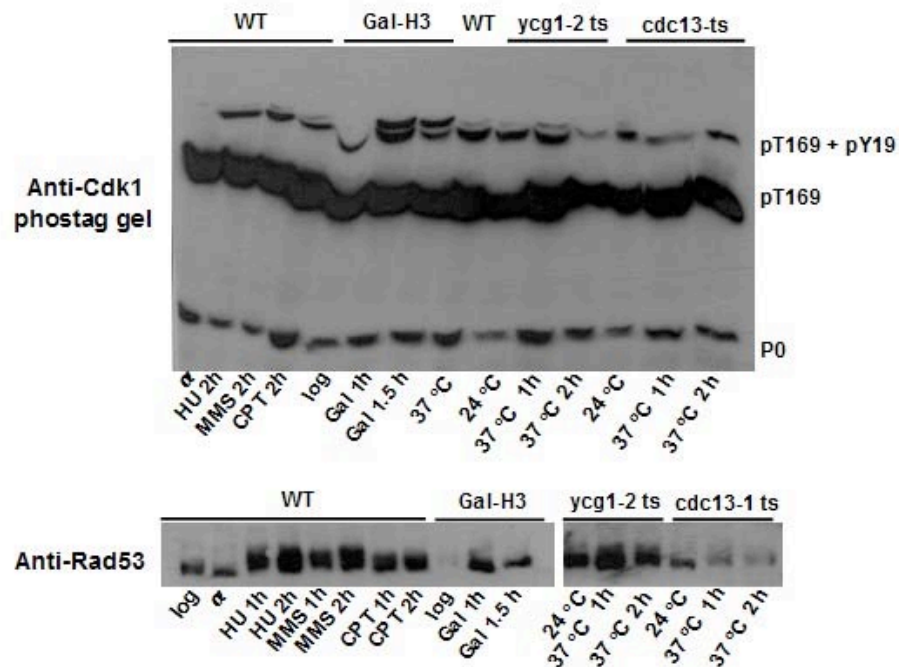 WT Gal-H3 WT ycg1-2 ts cdc13-ts
pT169 + pY19
Anti-Cdk1
phostag gel
pT169
P0
α HU 2h MMS 2h CPT 2h log Gal 1h Gal 1.5 h 37 °C 24 °C 37 °C 1h 37 °C 2h 24 °C 37 °C 1h 37 °C 2h
WT Gal-H3 ycg1-2 ts cdc13-1 ts
Anti-Rad53
log α HU 1h HU 2h MMS 1h MMS 2h CPT 1h CPT 2h log Gal 1h Gal 1.5 h 24 °C 37 °C 1h 37 °C 2h 24 °C 37 °C 1h 37 °C 2h